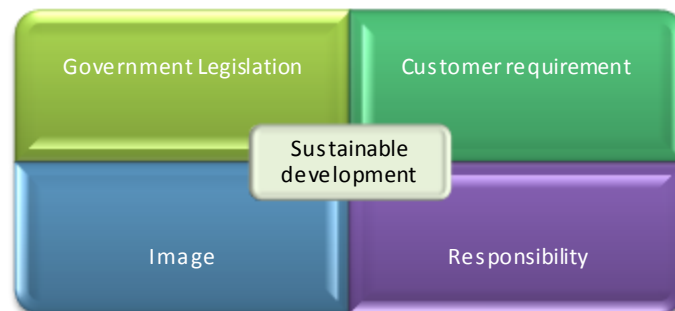 Government Legislation
Customer requirement
Sustainable
development
Image
Responsibility